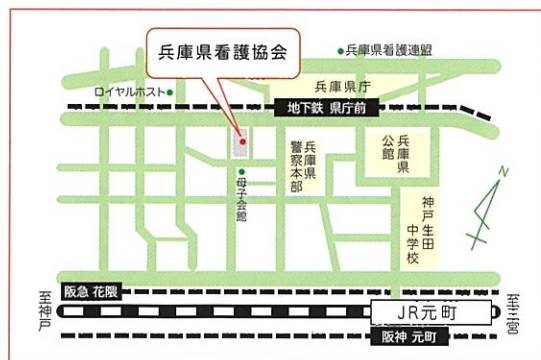 兵庫県看護協会
兵庫県看護連盟
兵庫県庁
ロイヤルホスト
地下鉄 県庁前
兵庫県
警察本部
兵庫県
公館
母子会館
神戸生田
中学校
N
阪急 花隈
至神戸
JR元町
至三宮
阪神 元町